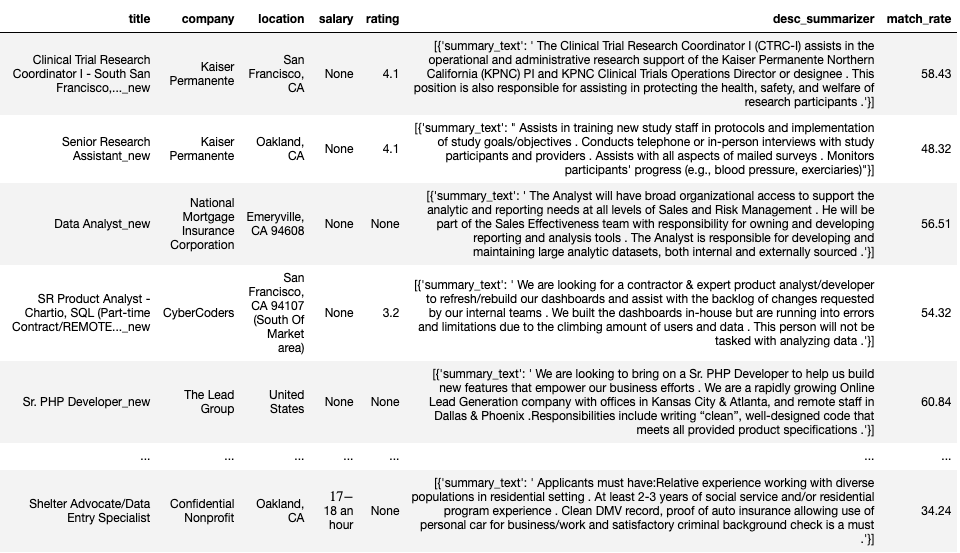 title company location salary rating desc_summarizer match_rate
Clinical Trial Research
Coordinator I - South San
Francisco,..._new
Kaiser
Permanente
San
Francisco,
CA
None
4.1
[{'summary_text': ' The Clinical Trial Research Coordinator I (CTRC-I) assists in the
operational and administrative research support of the Kaiser Permanente Northern
California (KPNC) PI and KPNC Clinical Trials Operations Director or designee . This
position is also responsible for assisting in protecting the health, safety, and welfare of
research participants .'}]
58.43
Senior Research
Assistant_new
Kaiser
Permanente
Oakland,
CA
None
4.1
[{'summary_text': " Assists in training new study staff in protocols and implementation
of study goals/objectives . Conducts telephone or in-person interviews with study
participants and providers . Assists with all aspects of mailed surveys . Monitors
participants' progress (e.g., blood pressure, exerciaries)"}]
48.32
Data Analyst_new
National
Mortgage
Insurance
Corporation
Emeryville,
CA 94608
None
None
[{'summary_text': ' The Analyst will have broad organizational access to support the
analytic and reporting needs at all levels of Sales and Risk Management . He will be
part of the Sales Effectiveness team with responsibility for owning and developing
reporting and analysis tools . The Analyst is responsible for developing and
maintaining large analytic datasets, both internal and externally sourced .'}]
56.51
SR Product Analyst -
Chartio, SQL (Part-time
Contract/REMOTE..._new
CyberCoders
San
Francisco,
CA 94107
(South Of
Market
area)
None
3.2
[{'summary_text': ' We are looking for a contractor & expert product analyst/developer
to refresh/rebuild our dashboards and assist with the backlog of changes requested
by our internal teams . We built the dashboards in-house but are running into errors
and limitations due to the climbing amount of users and data . This person will not be
tasked with analyzing data .'}]
54.32
Sr. PHP Developer_new
The Lead
Group
United
States
None
None
[{'summary_text': ' We are looking to bring on a Sr. PHP Developer to help us build
new features that empower our business efforts . We are a rapidly growing Online
Lead Generation company with offices in Kansas City & Atlanta, and remote staff in
Dallas & Phoenix .Responsibilities include writing “clean”, well-designed code that
meets all provided product specifications .'}]
60.84
... ... ... ... ... ... ...
Shelter Advocate/Data
Entry Specialist
Confidential
Nonprofit
Oakland,
CA
17−
18 an
hour
None
[{'summary_text': ' Applicants must have:Relative experience working with diverse
populations in residential setting . At least 2-3 years of social service and/or residential
program experience . Clean DMV record, proof of auto insurance allowing use of
personal car for business/work and satisfactory criminal background check is a must
.'}]
34.24